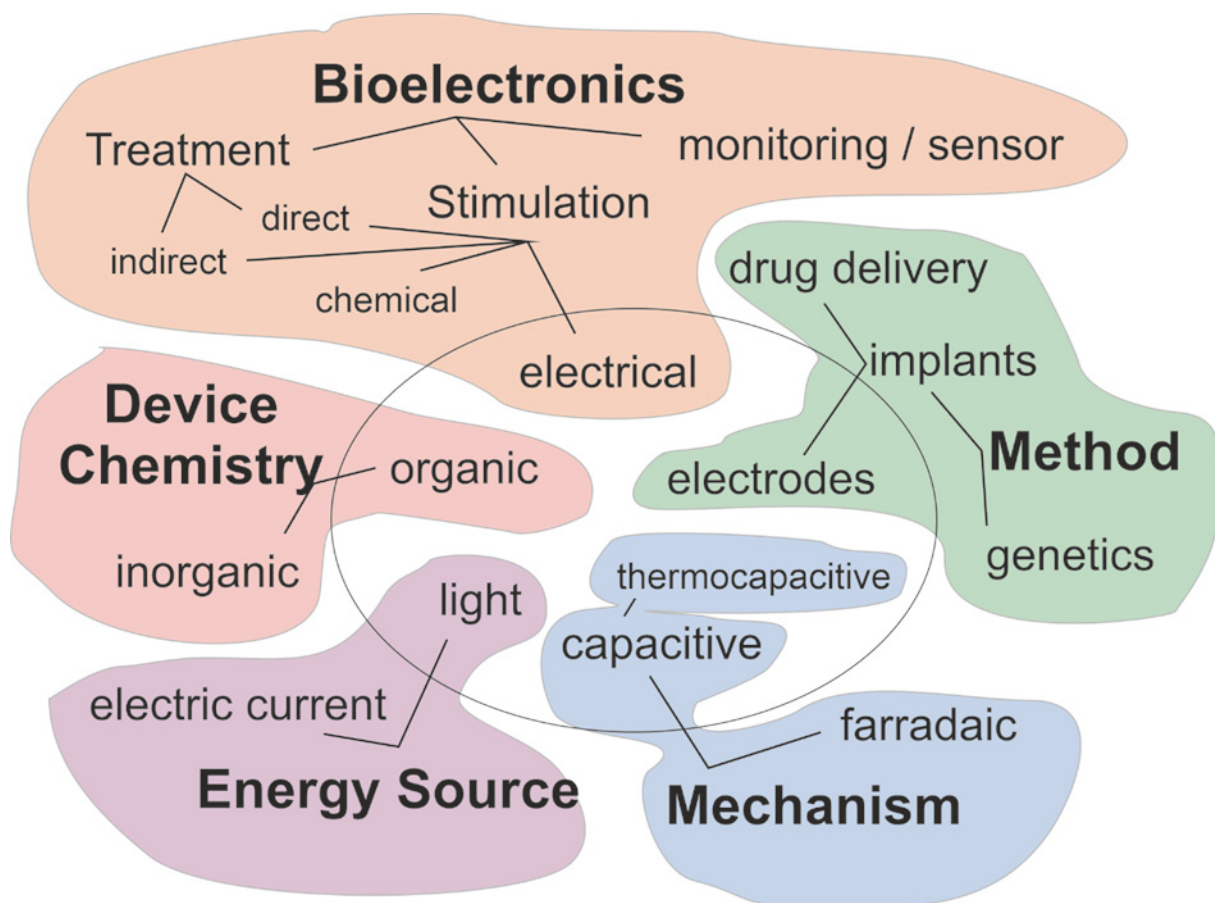 Bioelectronics
Treatment
monitoring / sensor
Stimulation
direct
indirect
chemical
electrical
drug delivery
implants
Method
electrodes
genetics
Device
Chemistry
organic
inorganic
light
electric current
Energy Source
thermocapacitive
capacitive
farradaic
Mechanism